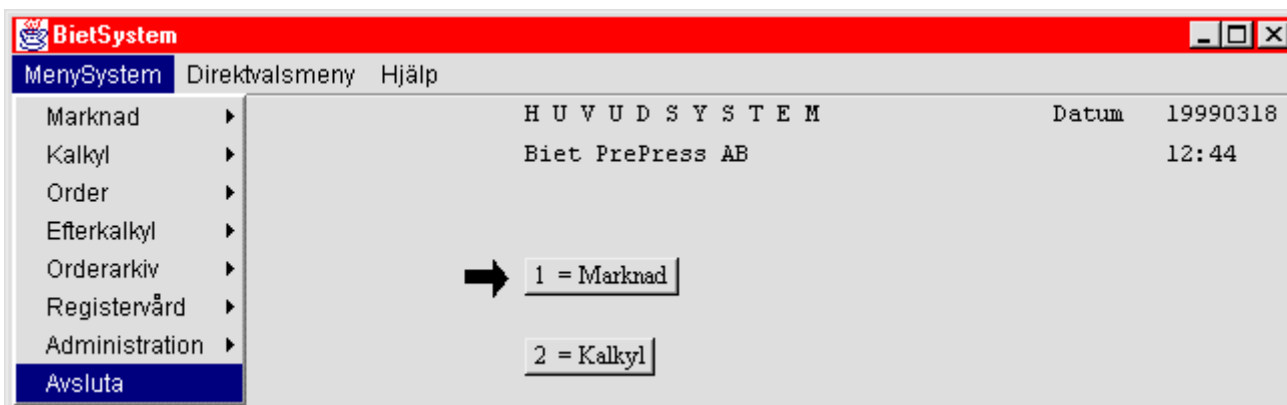 BietSystem
MenySystem Direktvalsmeny Hjälp
Marknad
Kalkyl
Order
Efterkalkyl
Orderarkiv
Registervård
Administration
Avsluta
H U V U D S Y S T E M Datum 19990318
Biet PrePress AB 12:44
1 = Marknad
2 = Kalkyl